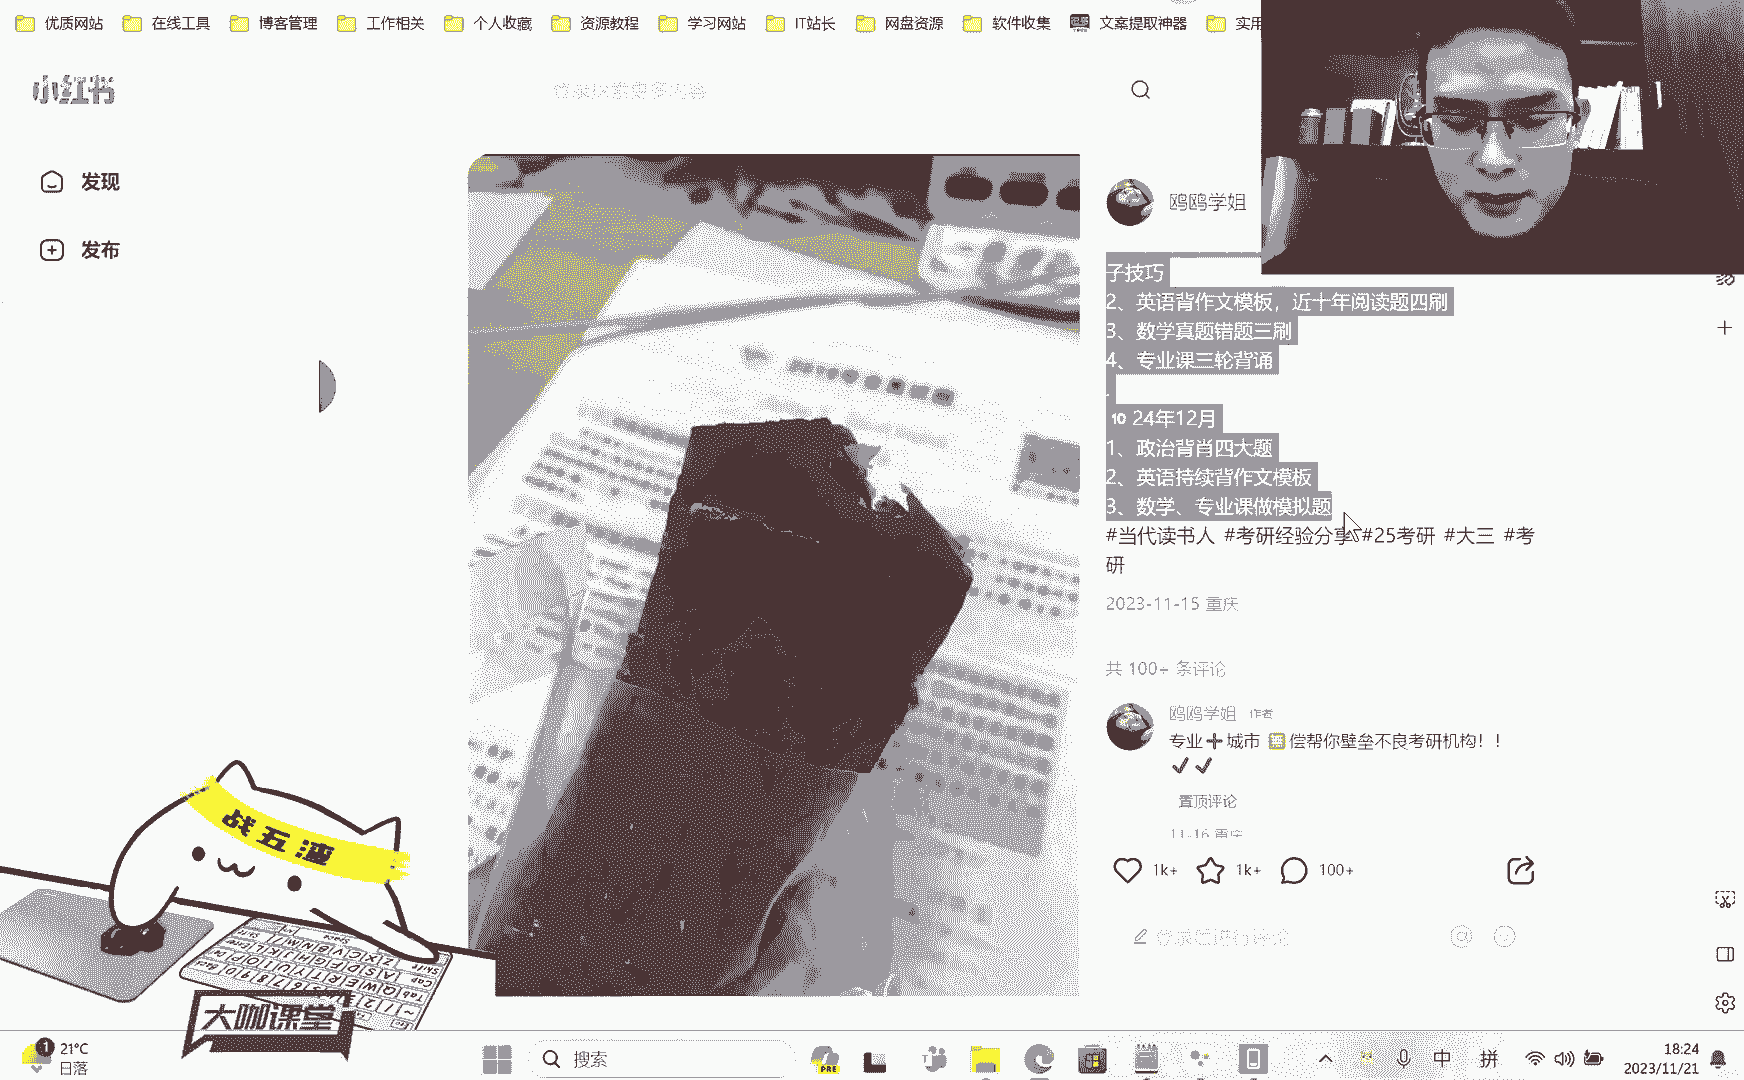 优质网站 在线工具 博客管理 工作相关 个人收藏 资源教程 学习网站 IT站长 网盘资源 软件收集 文案提取神器 实用
小红书
发现
发布
鸥鸥学姐
子技巧
2、英语背作文模板，近十年阅读题四刷
3、数学真题错题三刷
4、专业课三轮背诵
.
10 24年12月
1、政治背肖四大题
2、英语持续背作文模板
3、数学、专业课做模拟题
#当代读书人 #考研经验分享 #25考研 #大三 #考
研
2023-11-15 重庆
共 100+ 条评论
鸥鸥学姐 作者
专业➕城市 偿帮你壁垒不良考研机构！！
置顶评论
11-16 重庆
1k+ 1k+ 100+
战五渣
大咖课堂
1 21°C
日落
搜索
PRE
中 拼
18:24
2023/11/21